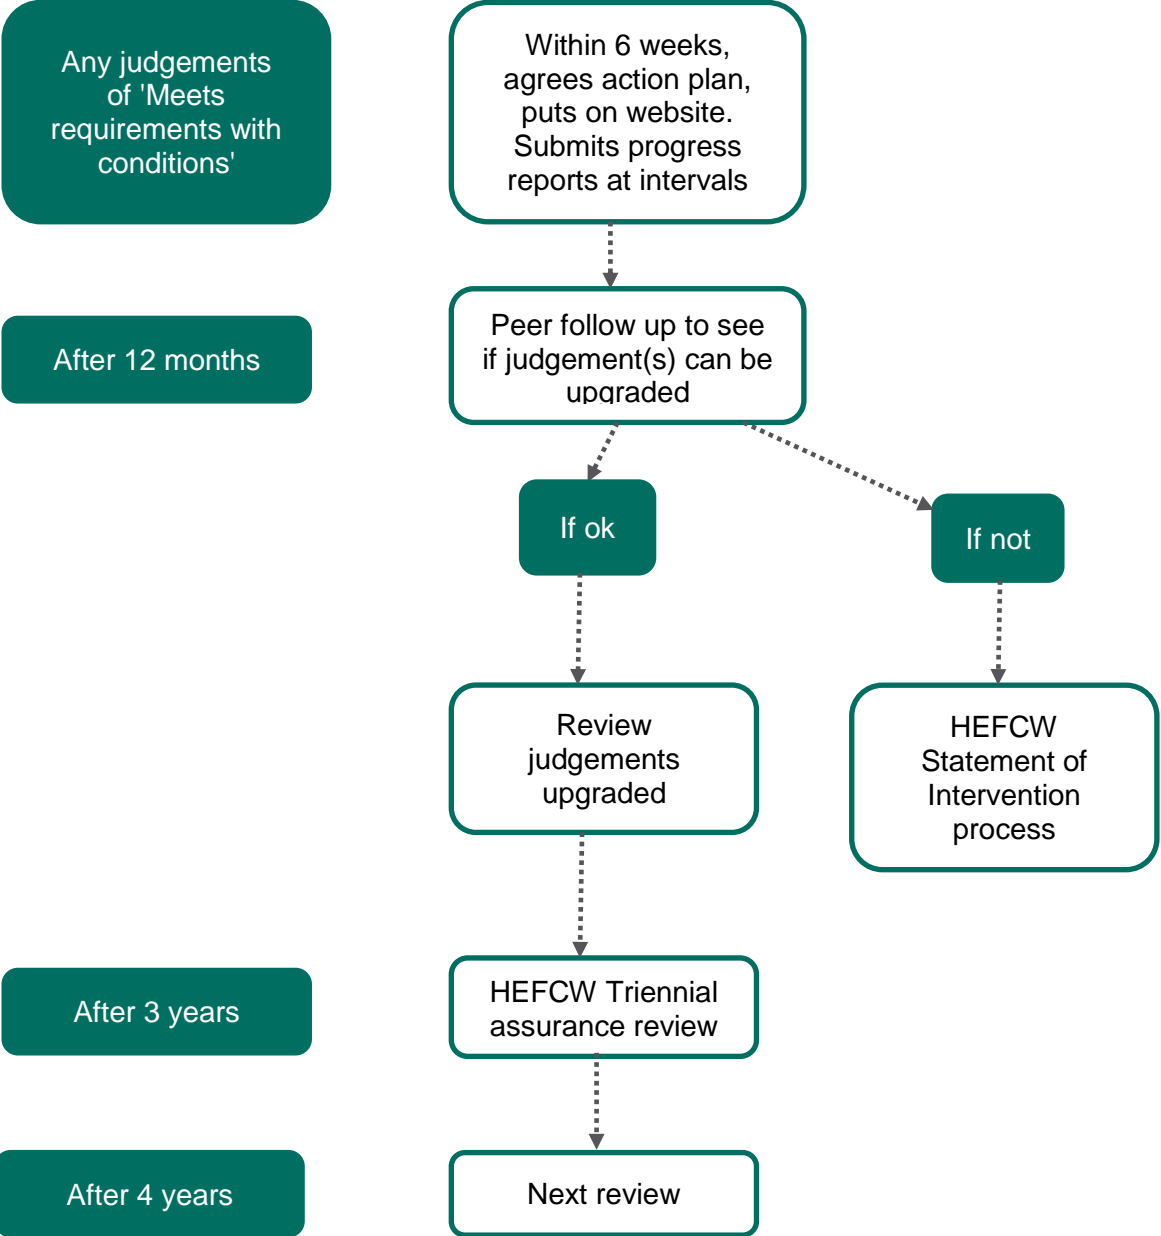 Any judgements
of 'Meets
requirements with
conditions'
Within 6 weeks,
agrees action plan,
puts on website.
Submits progress
reports at intervals
After 12 months
Peer follow up to see
if judgement(s) can be
upgraded
If ok
If not
Review
judgements
upgraded
HEFCW
Statement of
Intervention
process
After 3 years
HEFCW Triennial
assurance review
After 4 years
Next review